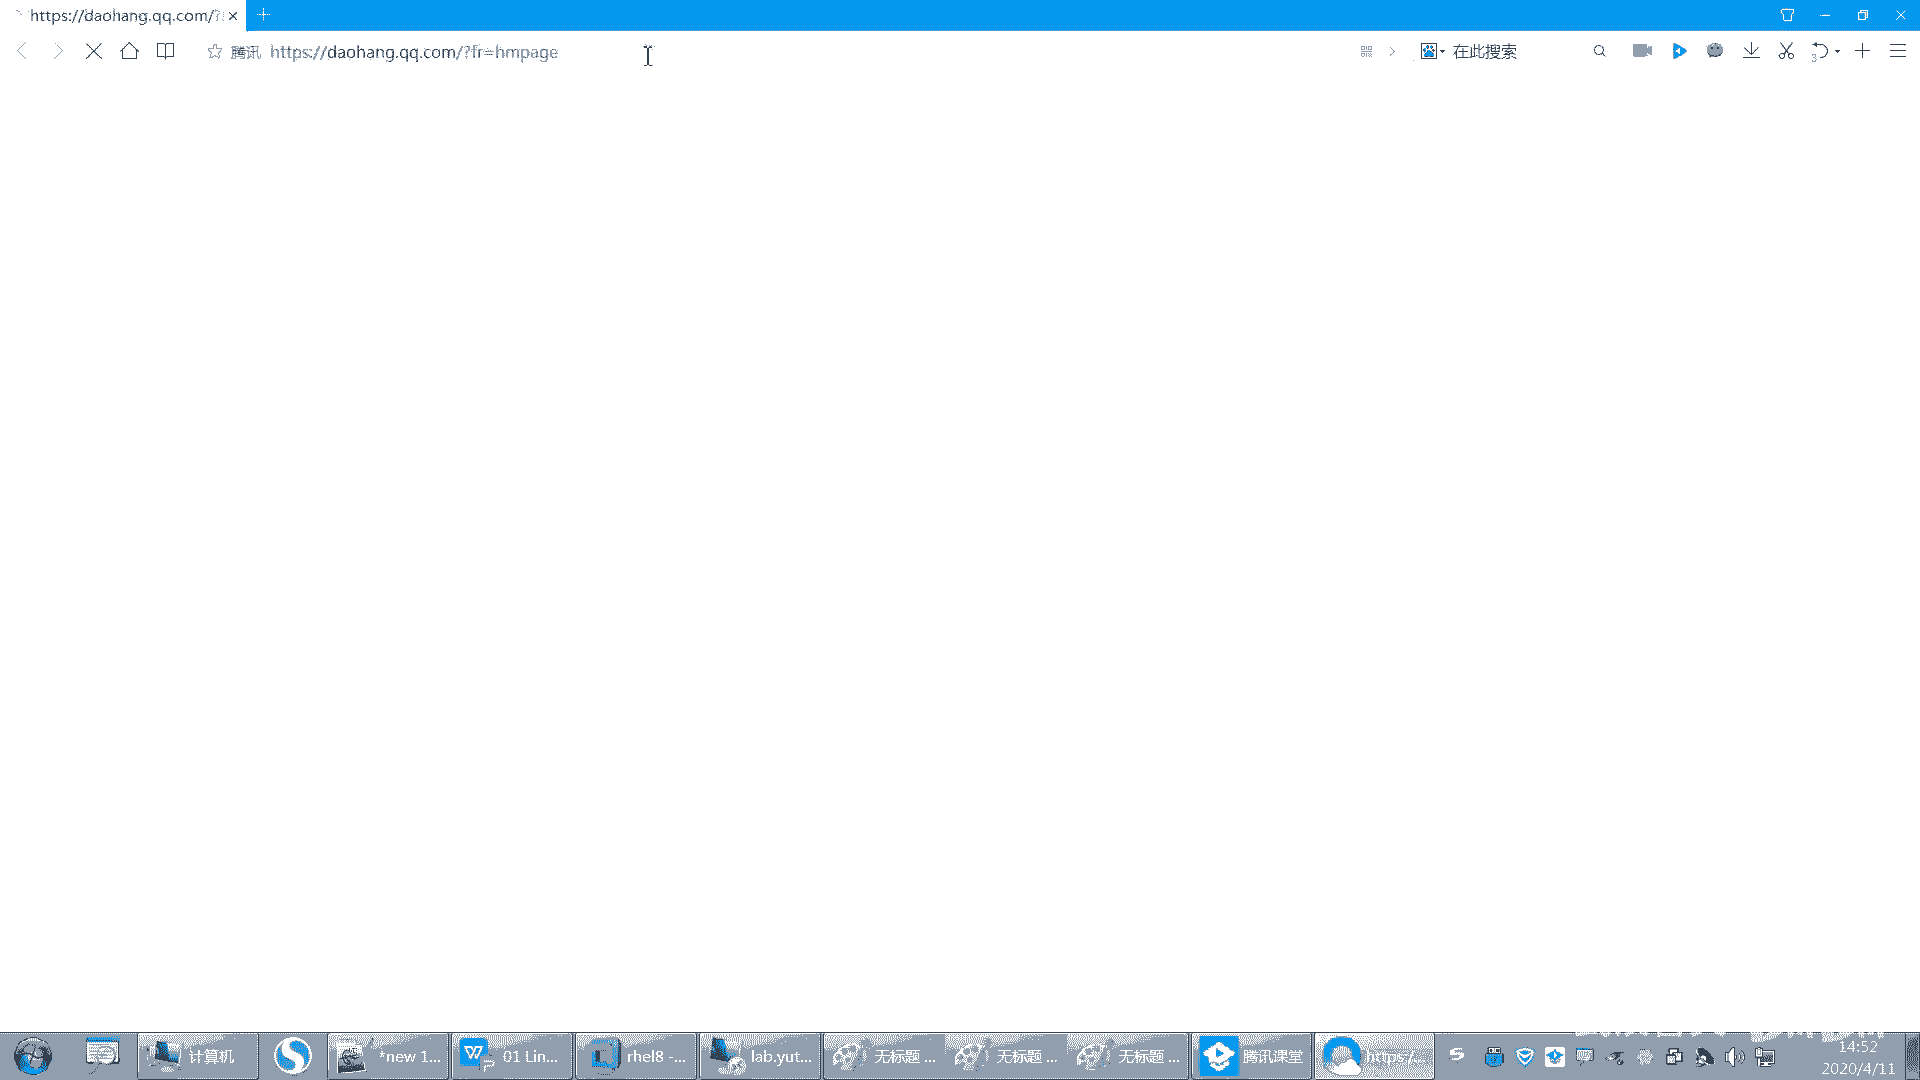 https://daohang.qq.com/?
腾讯 https://daohang.qq.com/?fr=hmpage
在此搜索
3
计算机
*new 1...
01 Lin...
rhel8 -...
lab.yut...
无标题 ...
无标题 ...
无标题 ...
腾讯课堂
https:/...
14:52
2020/4/11